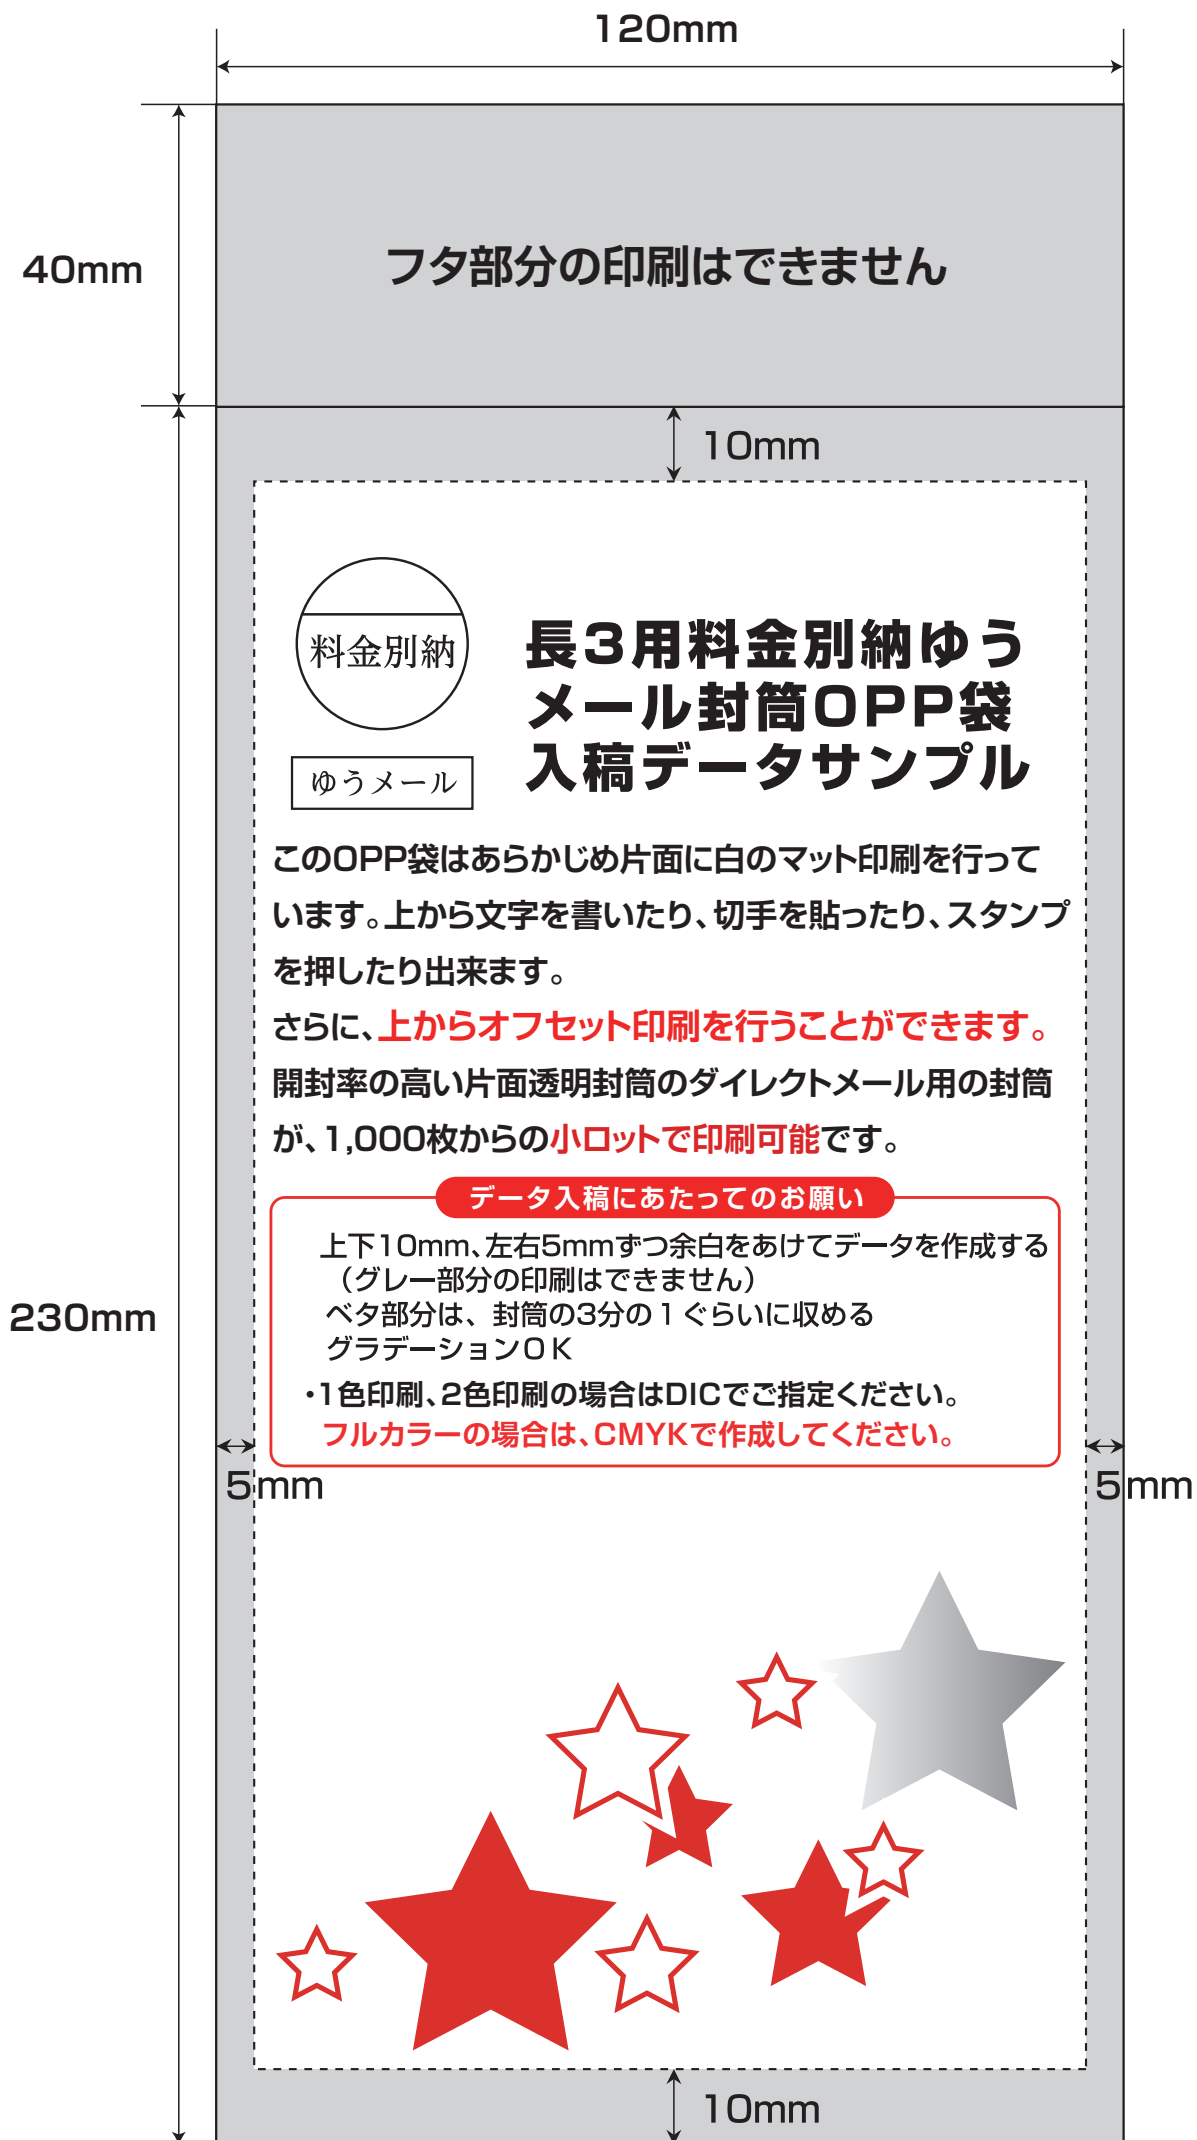 120mm
40mm
フタ部分の印刷はできません
10mm
料金別納
ゆうメール
長3用料金別納ゆう
メール封筒OPP袋
入稿データサンプル
このOPP袋はあらかじめ片面に白のマット印刷を行って
います。上から文字を書いたり、切手を貼ったり、スタンプ
を押したり出来ます。
さらに、上からオフセット印刷を行うことができます。
開封率の高い片面透明封筒のダイレクトメール用の封筒
が、1,000枚からの小ロットで印刷可能です。
データ入稿にあたってのお願い
上下10mm、左右5mmずつ余白をあけてデータを作成する
（グレー部分の印刷はできません）
ベタ部分は、封筒の3分の１ぐらいに収める
グラデーションＯＫ
・1色印刷、2色印刷の場合はDICでご指定ください。
フルカラーの場合は、CMYKで作成してください。
230mm
5mm
5mm
10mm